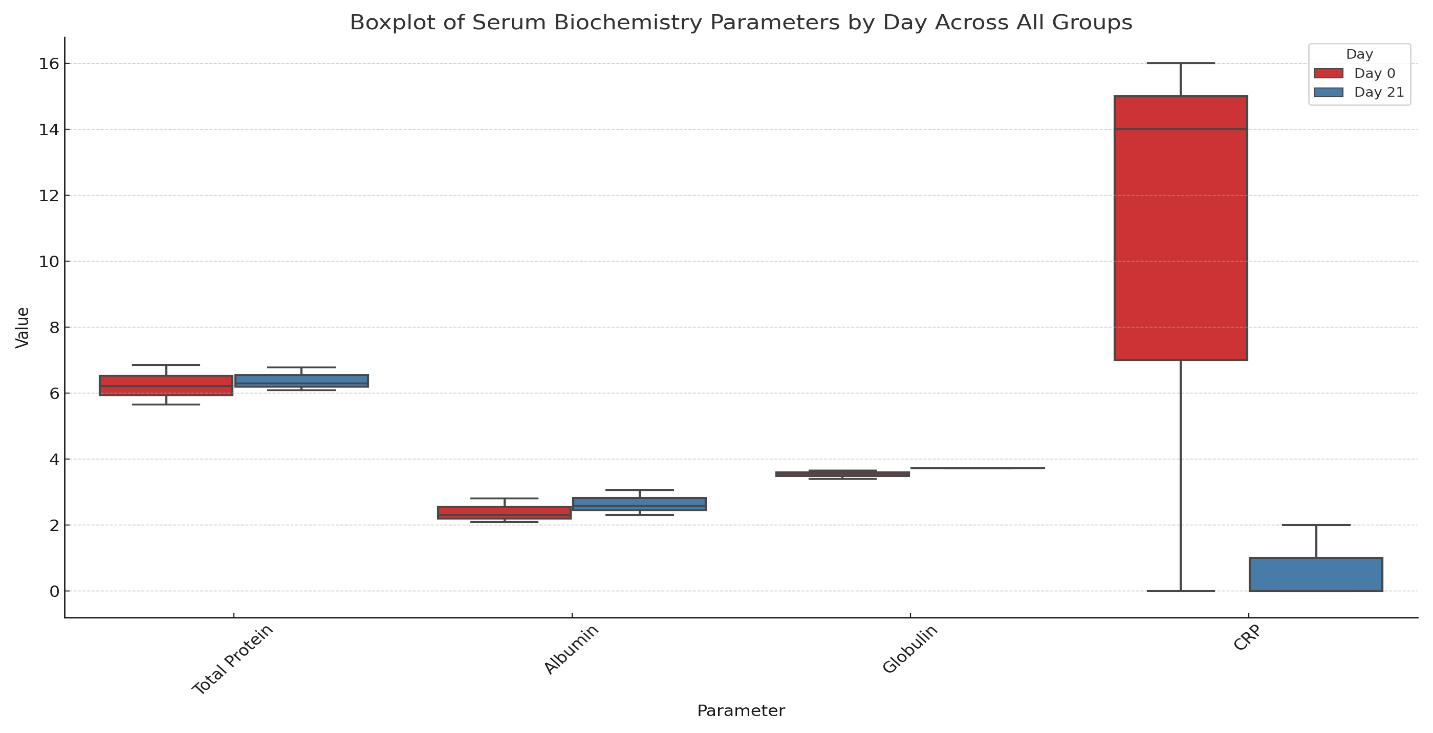 Boxplot of Serum Biochemistry Parameters by Day Across All Groups
Day
Day 0
Day 21
Value
16
14
12
10
8
6
4
2
0
Total Protein
Albumin
Globulin
CRP
Parameter